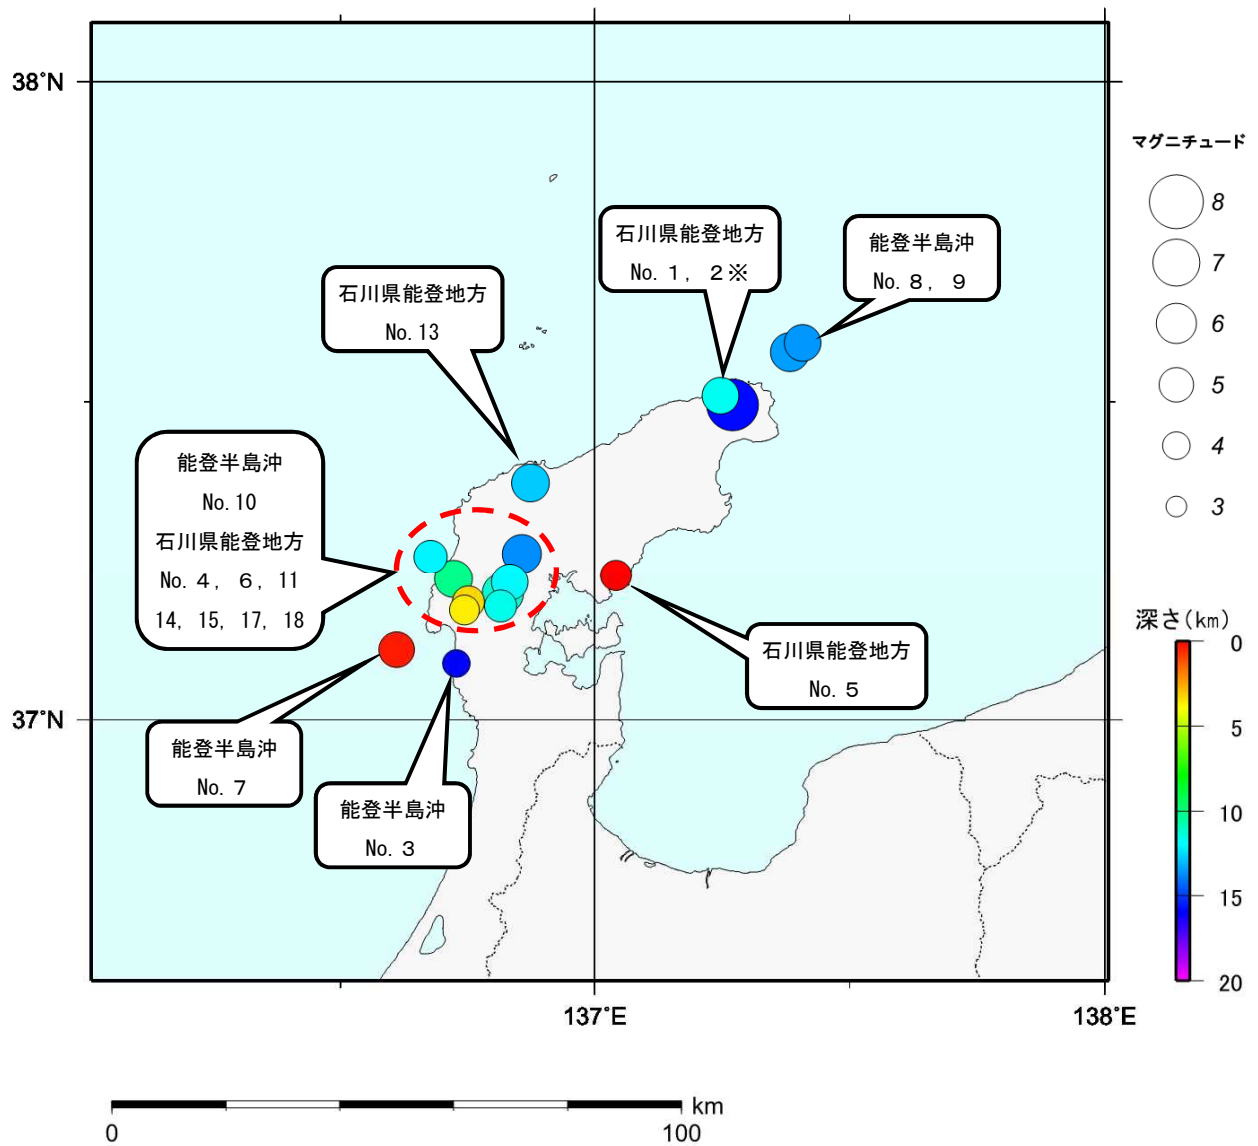 38°N
マグニチュード
8
7
6
5
4
3
石川県能登地方
No. 1, 2※
能登半島沖
No. 8, 9
石川県能登地方
No. 13
能登半島沖
No. 10
石川県能登地方
No. 4, 6, 11
14, 15, 17, 18
石川県能登地方
No. 5
深さ(km)
0
5
10
15
20
37°N
能登半島沖
No. 7
能登半島沖
No. 3
137°E
138°E
km
0
100